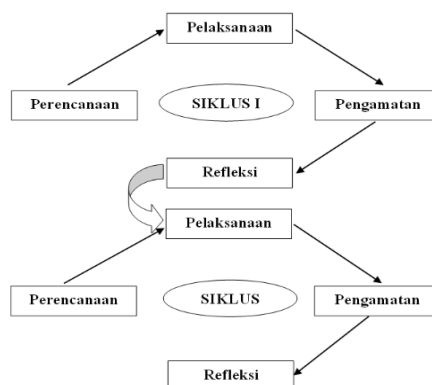 Pelaksanaan
Perencanaan
SIKLUS I
Pengamatan
Refleksi
Pelaksanaan
Perencanaan
SIKLUS
Pengamatan
Refleksi